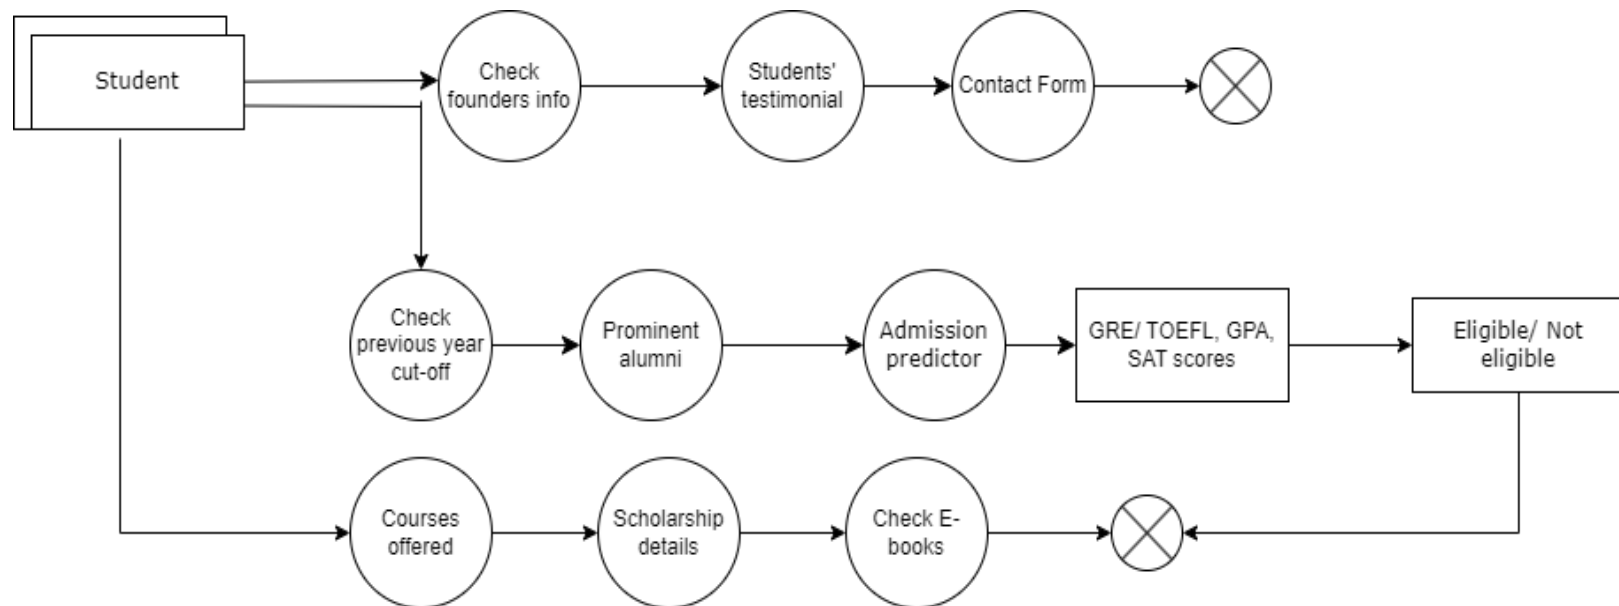 Student
Check
founders info
Students'
testimonial
Contact Form
Check
previous year
cut-off
Prominent
alumni
Admission
predictor
GRE/ TOEFL, GPA,
SAT scores
Eligible/ Not
eligible
Courses
offered
Scholarship
details
Check E-
books